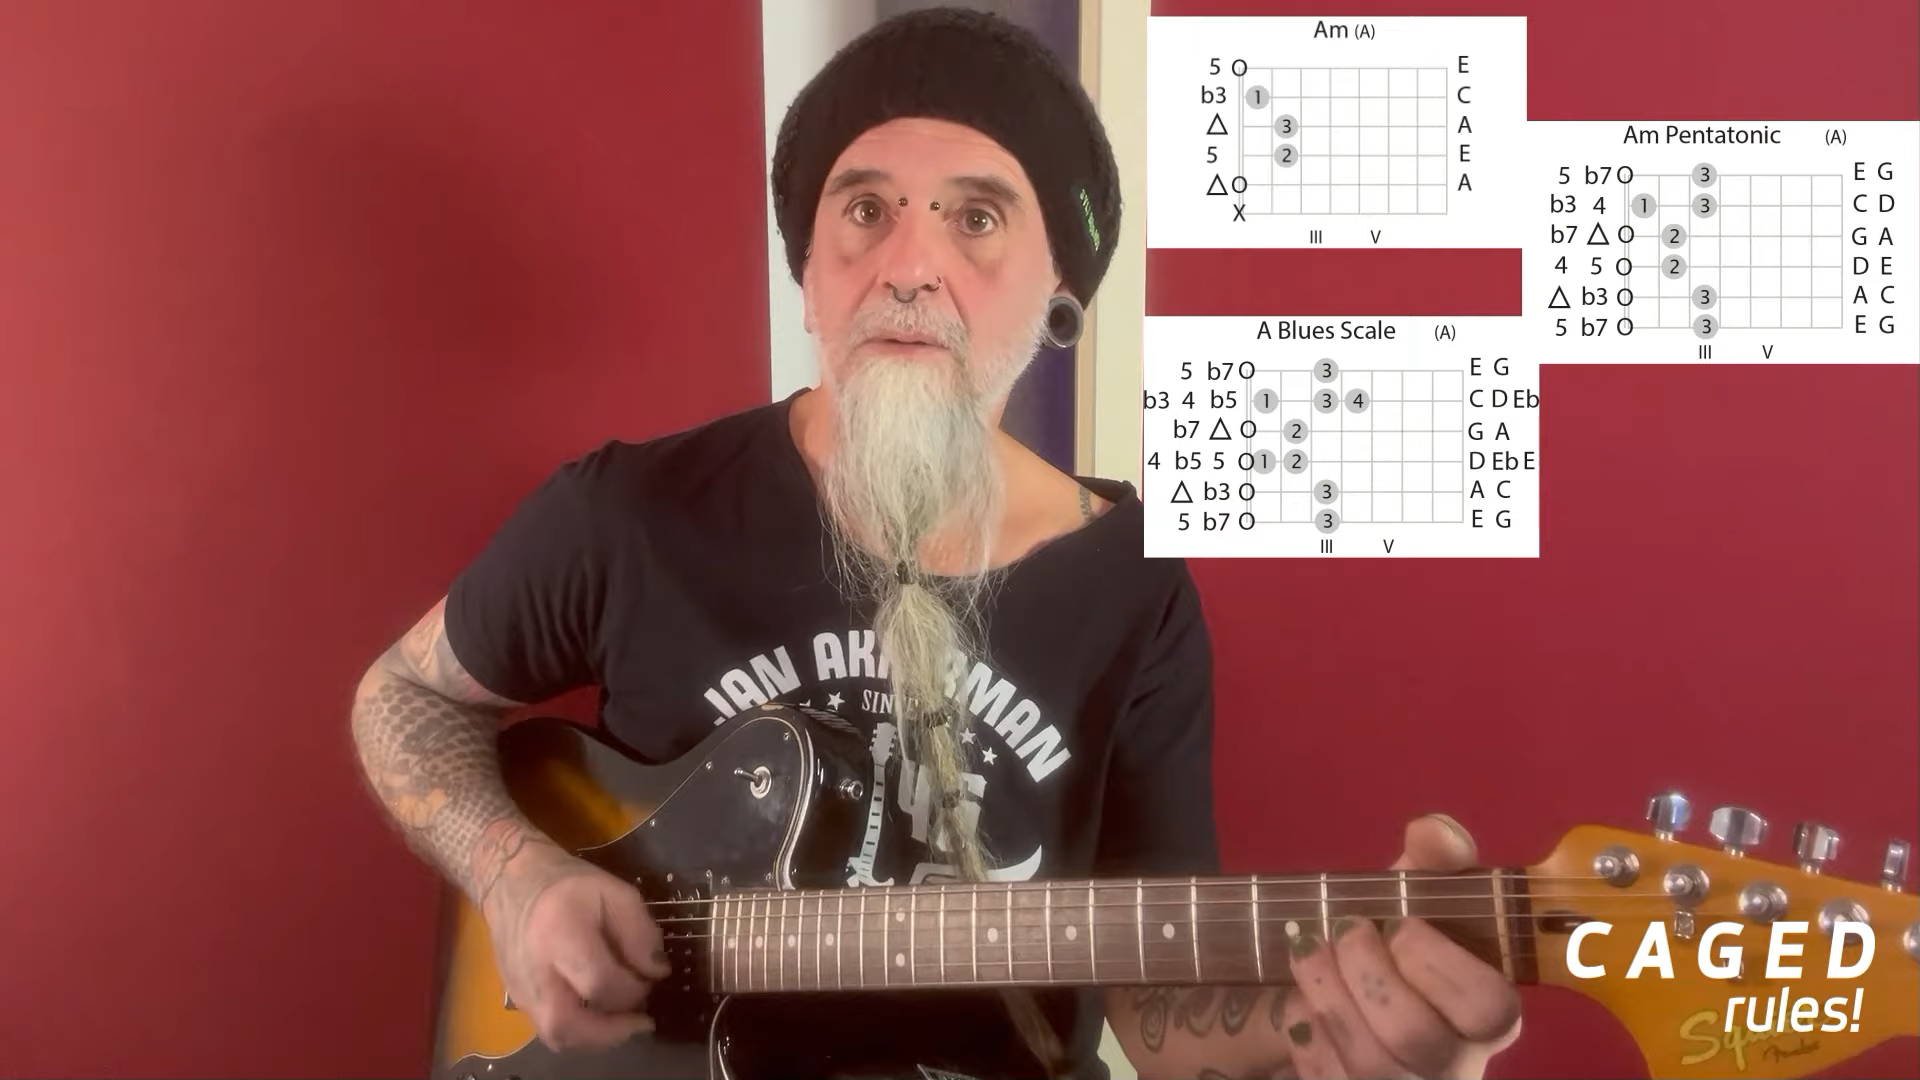 Am (A)
5 O E
b3 1 C
△ 3 A
5 2 E
△ O A
X
III V
Am Pentatonic (A)
5 b7 O 3 E G
b3 4 1 3 C D
b7 △ O 2 G A
4 5 O 2 D E
△ b3 O 3 A C
5 b7 O 3 E G
III V
A Blues Scale (A)
5 b7 O 3 E G
b3 4 b5 1 3 4 C D Eb
b7 △ O 2 G A
4 b5 5 O 1 2 D Eb E
△ b3 O 3 A C
5 b7 O 3 E G
III V
JAN
CAGED
rules!
Fender